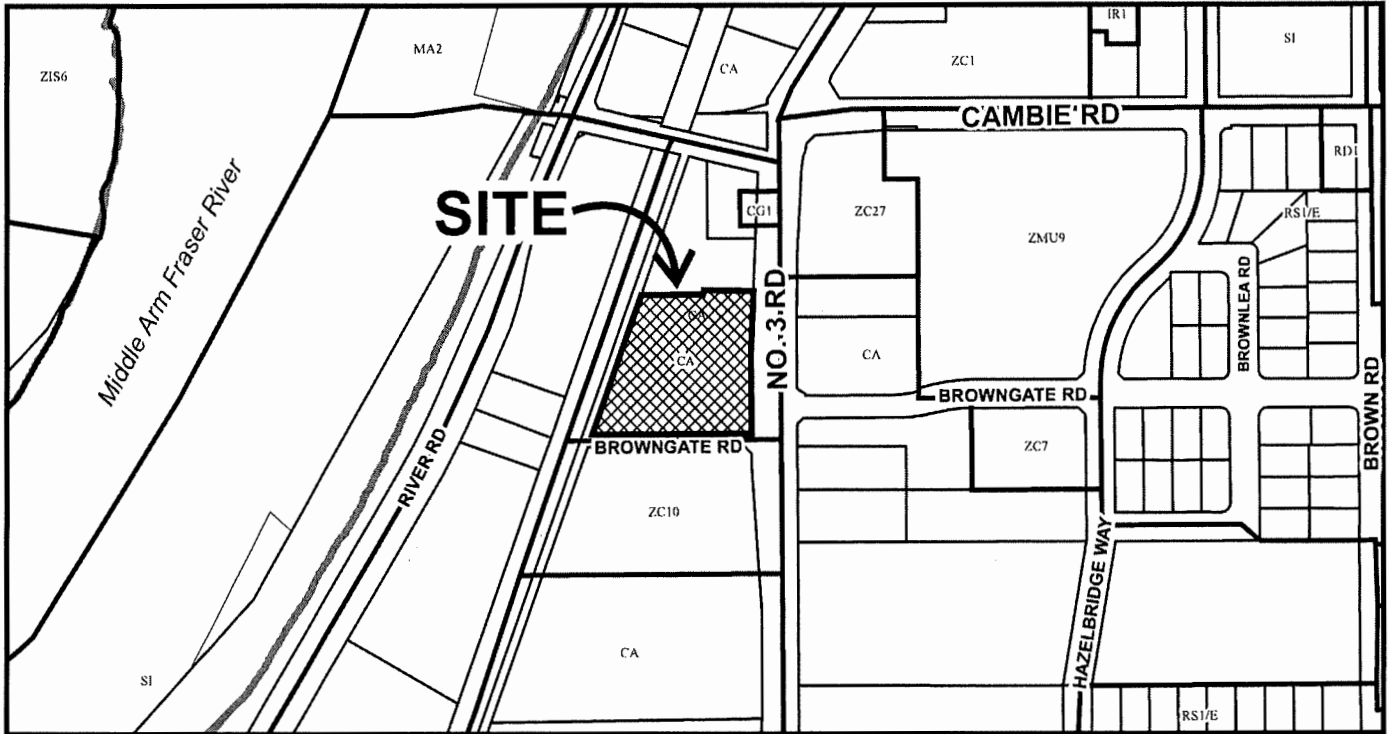 IR1
SI
MA2
ZIS6
ZC1
CA
CAMBIE RD
Middle Arm Fraser River
RD1
SITE
CG1
ZC27
RS1/E
ZMU9
BROWNLEA RD
NO. 3 RD
CA
CA
CA
BROWNGATE RD
BROWN RD
BROWNGATE RD
RIVER RD
ZC7
ZC10
HAZELBRIDGE WAY
CA
SI
RS1/E